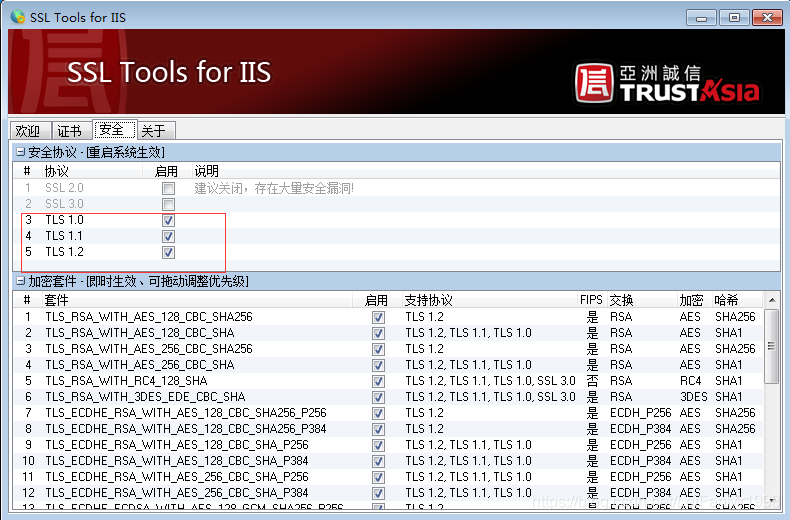 SSL Tools for IIS
SSL Tools for IIS
亞洲誠信
TRUSTAsia
欢迎 证书 安全 关于
安全协议 - [重启系统生效]
# 协议 启用 说明
1 SSL 2.0 建议关闭，存在大量安全漏洞!
2 SSL 3.0
3 TLS 1.0
4 TLS 1.1
5 TLS 1.2
加密套件 - [即时生效、可拖动调整优先级]
# 套件 启用 支持协议 FIPS 交换 加密 哈希
1 TLS_RSA_WITH_AES_128_CBC_SHA256 TLS 1.2 是 RSA AES SHA256
2 TLS_RSA_WITH_AES_128_CBC_SHA TLS 1.2, TLS 1.1, TLS 1.0 是 RSA AES SHA1
3 TLS_RSA_WITH_AES_256_CBC_SHA256 TLS 1.2 是 RSA AES SHA256
4 TLS_RSA_WITH_AES_256_CBC_SHA TLS 1.2, TLS 1.1, TLS 1.0 是 RSA AES SHA1
5 TLS_RSA_WITH_RC4_128_SHA TLS 1.2, TLS 1.1, TLS 1.0, SSL 3.0 否 RSA RC4 SHA1
6 TLS_RSA_WITH_3DES_EDE_CBC_SHA TLS 1.2, TLS 1.1, TLS 1.0, SSL 3.0 是 RSA 3DES SHA1
7 TLS_ECDHE_RSA_WITH_AES_128_CBC_SHA256_P256 TLS 1.2 是 ECDH_P256 AES SHA256
8 TLS_ECDHE_RSA_WITH_AES_128_CBC_SHA256_P384 TLS 1.2 是 ECDH_P384 AES SHA256
9 TLS_ECDHE_RSA_WITH_AES_128_CBC_SHA_P256 TLS 1.2, TLS 1.1, TLS 1.0 是 ECDH_P256 AES SHA1
10 TLS_ECDHE_RSA_WITH_AES_128_CBC_SHA_P384 TLS 1.2, TLS 1.1, TLS 1.0 是 ECDH_P384 AES SHA1
11 TLS_ECDHE_RSA_WITH_AES_256_CBC_SHA_P256 TLS 1.2, TLS 1.1, TLS 1.0 是 ECDH_P256 AES SHA1
12 TLS_ECDHE_RSA_WITH_AES_256_CBC_SHA_P384 TLS 1.2, TLS 1.1, TLS 1.0 是 ECDH_P384 AES SHA1
13 TLS_ECDHE_ECDSA_WITH_AES_128_GCM_SHA256_P256 TLS 1.2 是 ECDH_P256 AES SHA256